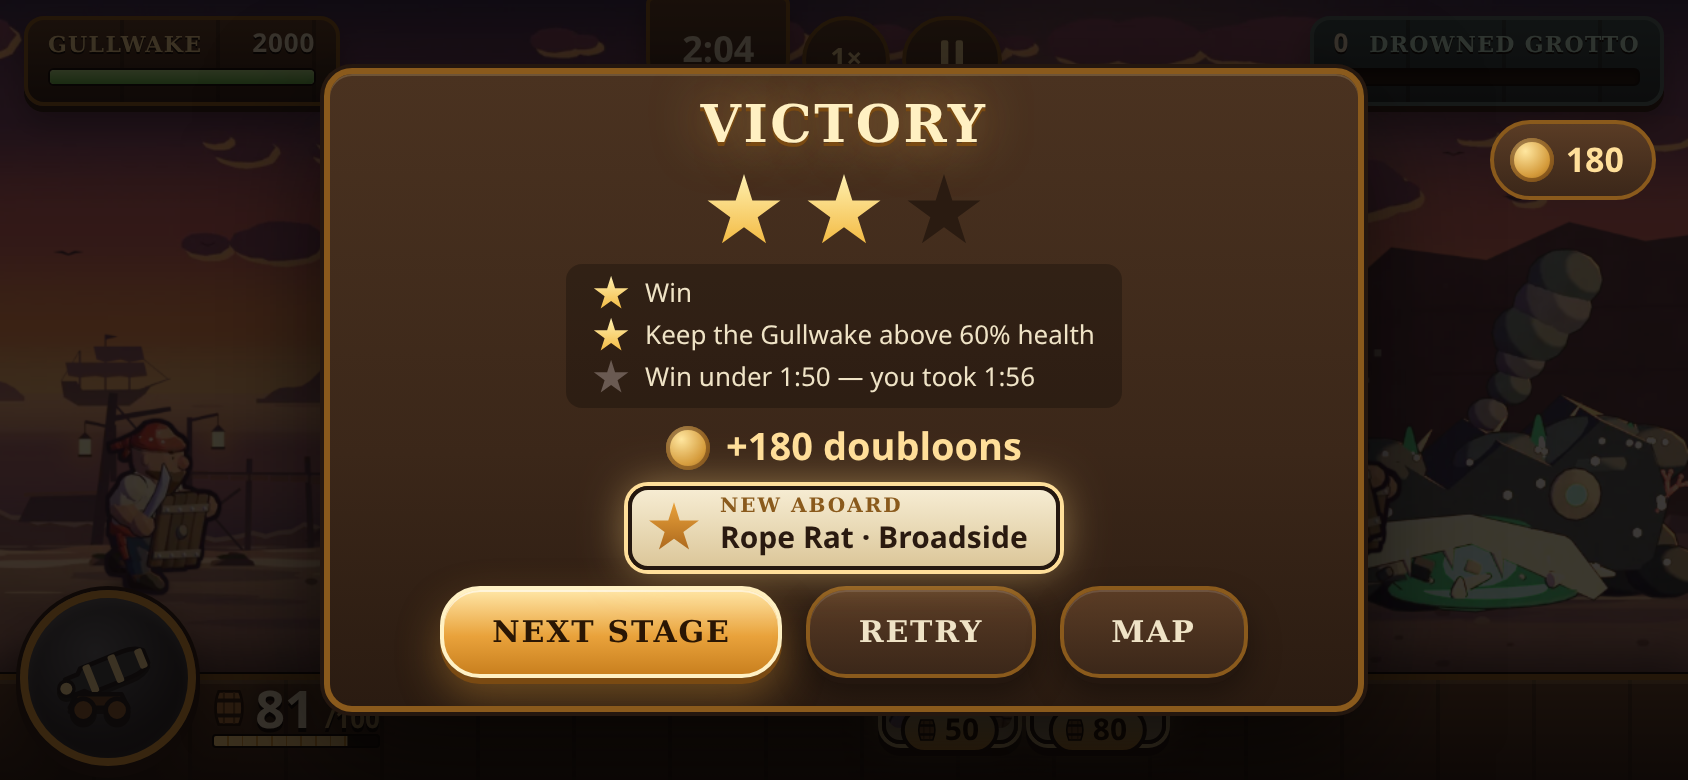 GULLWAKE 2000
2:04
1×
0 DROWNED GROTTO
180
VICTORY
Win
Keep the Gullwake above 60% health
Win under 1:50 — you took 1:56
+180 doubloons
NEW ABOARD
Rope Rat · Broadside
NEXT STAGE
RETRY
MAP
81 /100
50
80